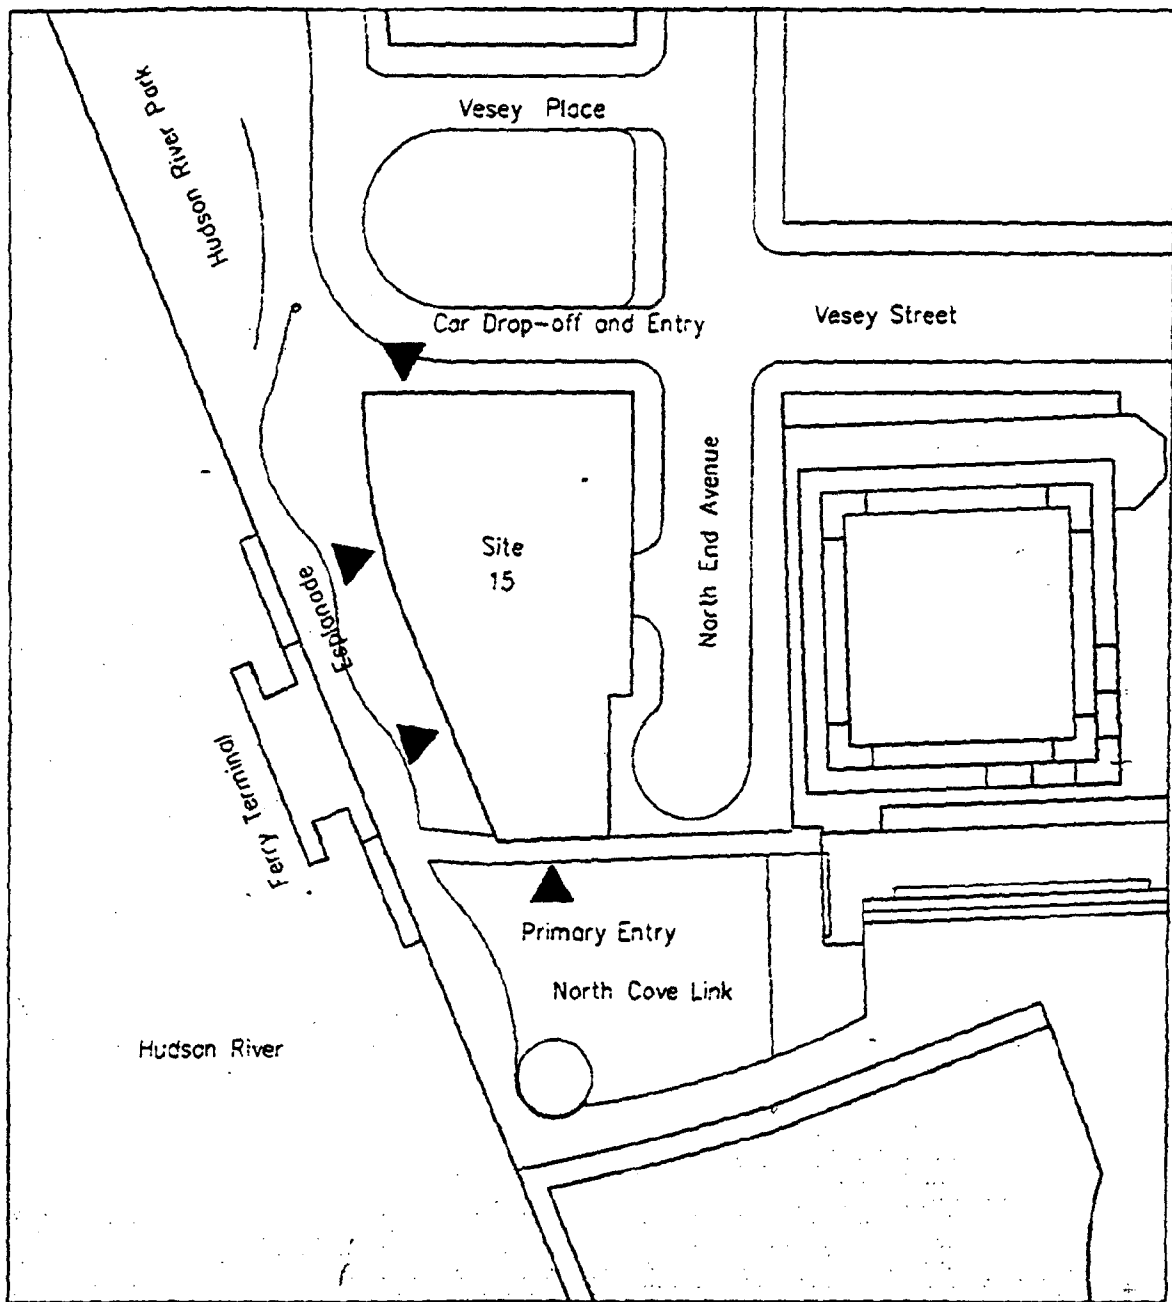 Vesey Place
Hudson River Park
Car Drop-off and Entry
Vesey Street
North End Avenue
Site
15
Esplanade
Ferry Terminal
Primary Entry
North Cove Link
Hudson River